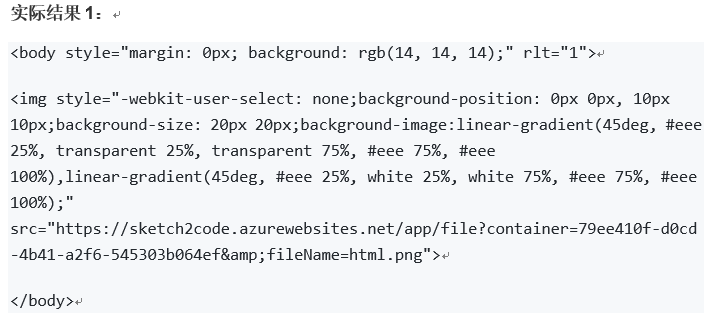 实际结果 1：
<body style="margin: 0px; background: rgb(14, 14, 14);" rlt="1">
<img style="-webkit-user-select: none;background-position: 0px 0px, 10px
10px;background-size: 20px 20px;background-image:linear-gradient(45deg, #eee
25%, transparent 25%, transparent 75%, #eee 75%, #eee
100%),linear-gradient(45deg, #eee 25%, white 25%, white 75%, #eee 75%, #eee
100%);"
src="https://sketch2code.azurewebsites.net/app/file?container=79ee410f-d0cd
-4b41-a2f6-545303b064ef&amp;fileName=html.png">
</body>